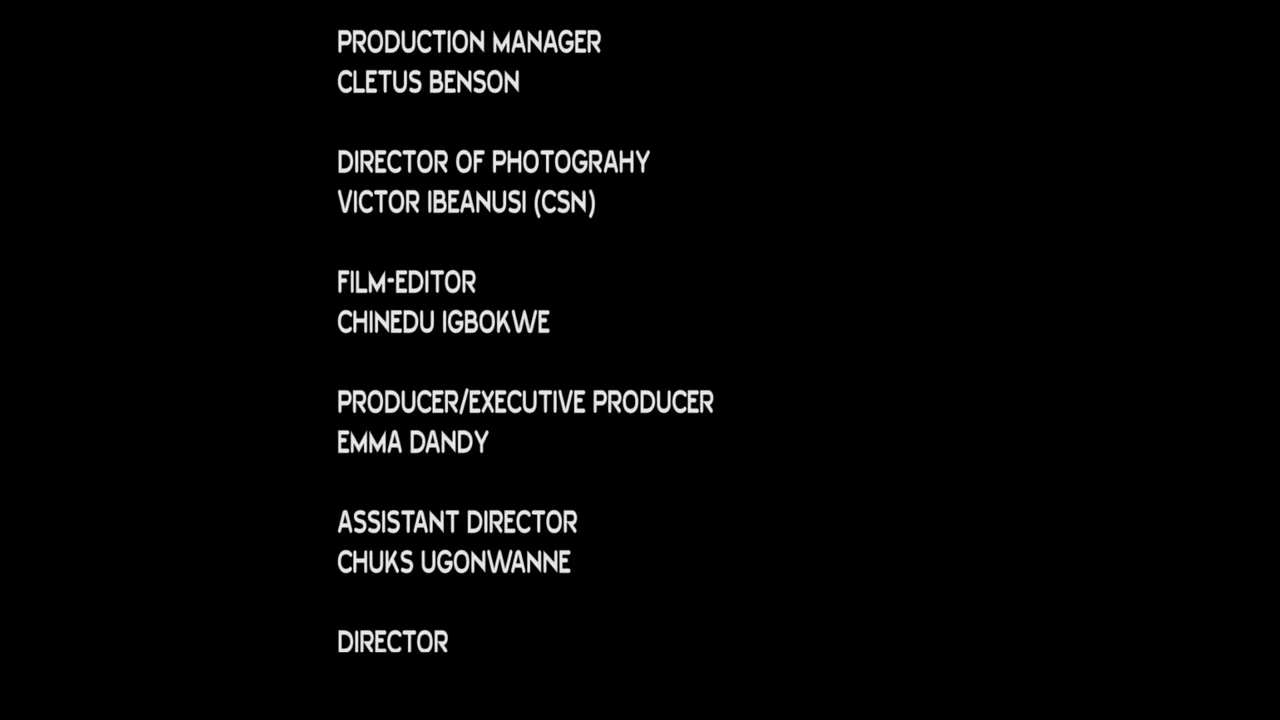 PRODUCTION MANAGER
CLETUS BENSON
DIRECTOR OF PHOTOGRAHY
VICTOR IBEANUSI (CSN)
FILM-EDITOR
CHINEDU IGBOKWE
PRODUCER/EXECUTIVE PRODUCER
EMMA DANDY
ASSISTANT DIRECTOR
CHUKS UGONWANNE
DIRECTOR